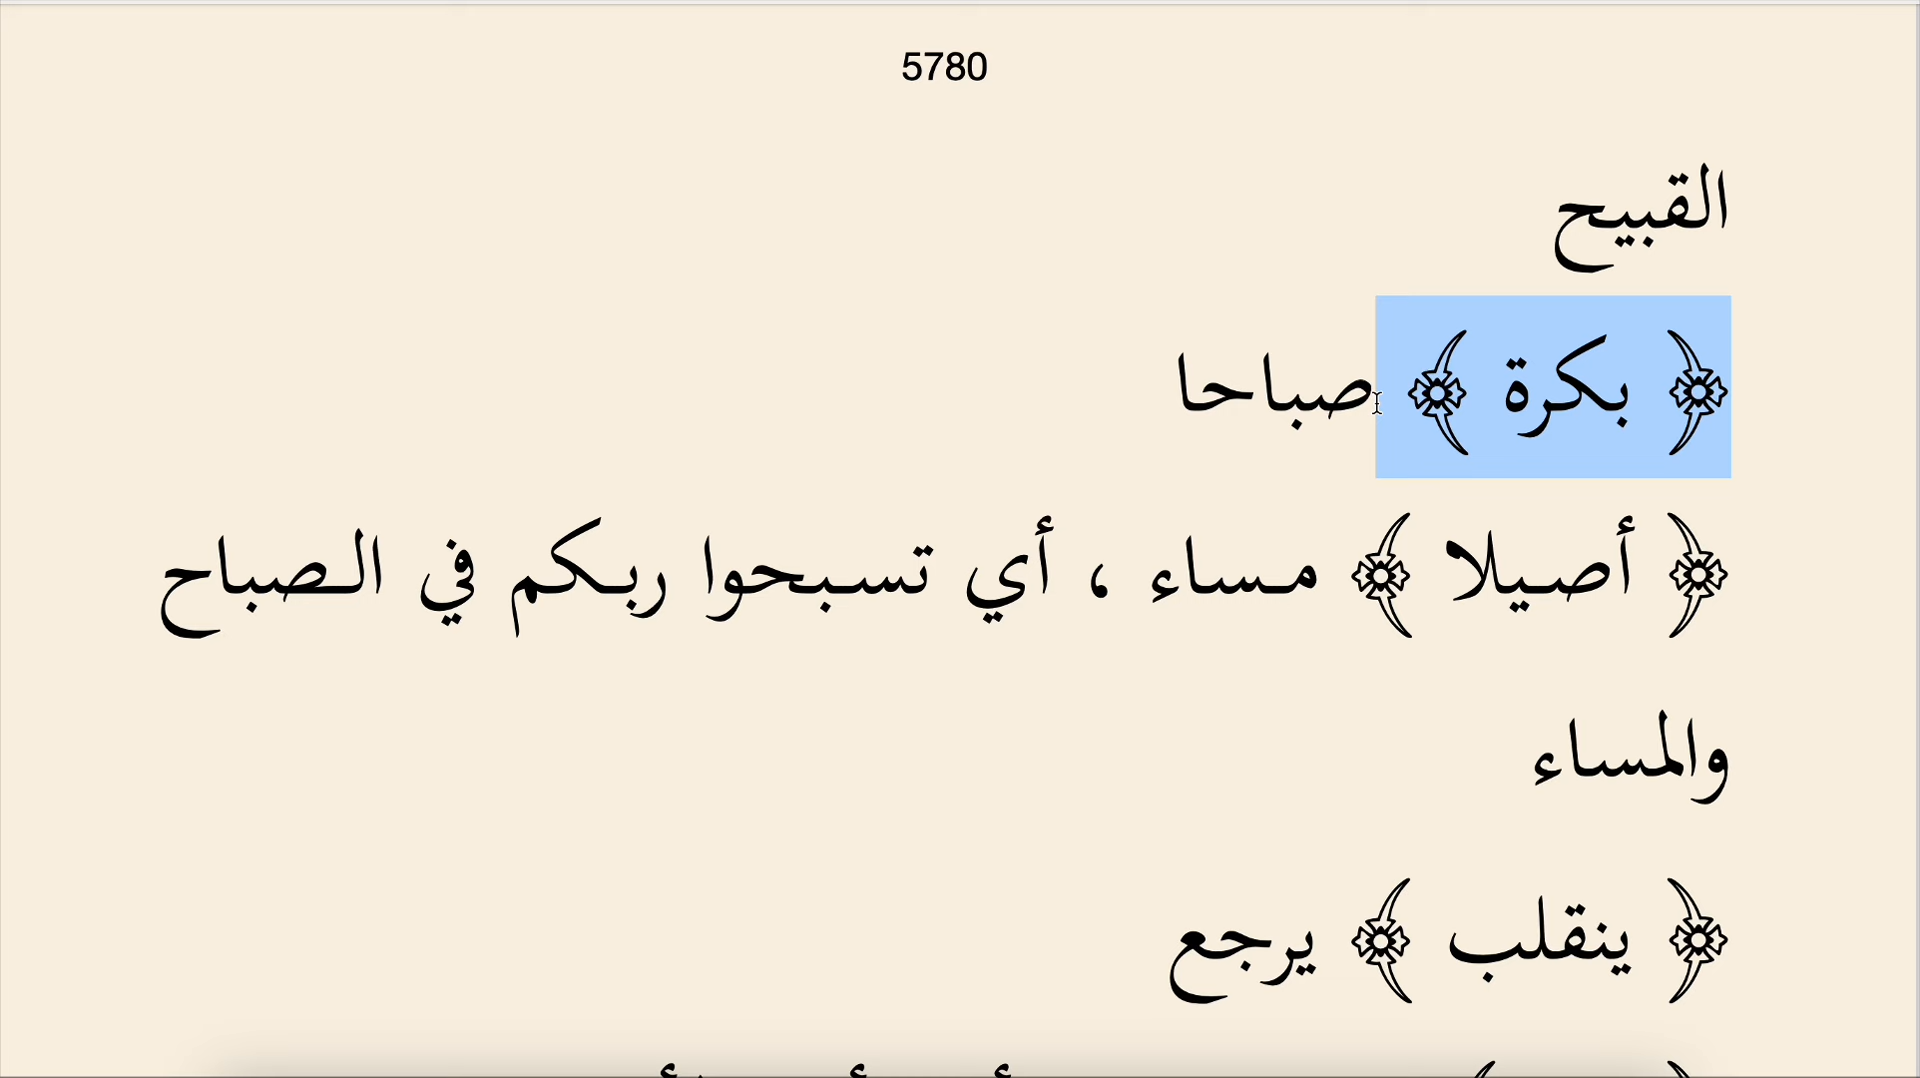 5780
القبيح
﴿ بكرة ﴾ صباحا
﴿ أصيلا ﴾ مساء ، أي تسبحوا ربكم في الصباح
والمساء
﴿ ينقلب ﴾ يرجع